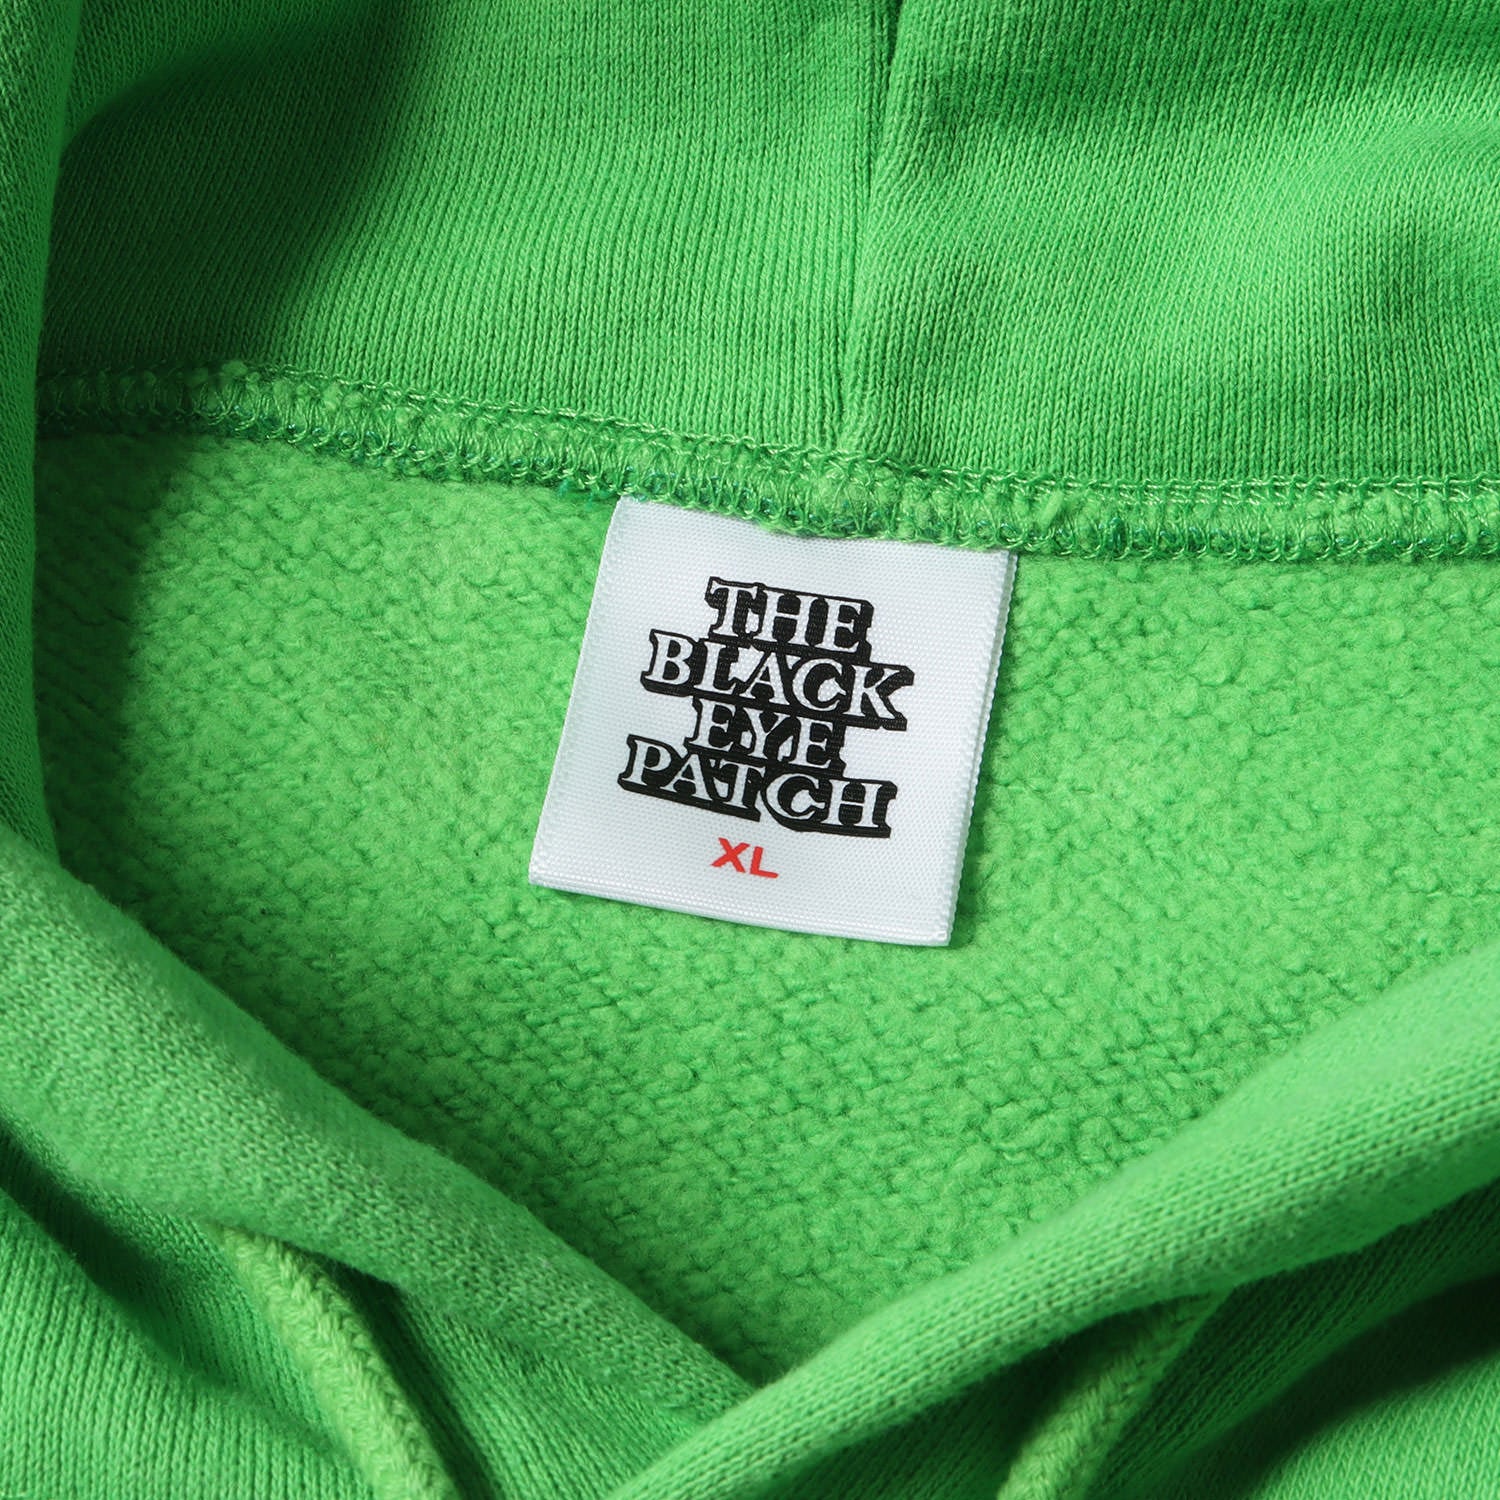 THE
BLACK
EYE
PATCH
XL